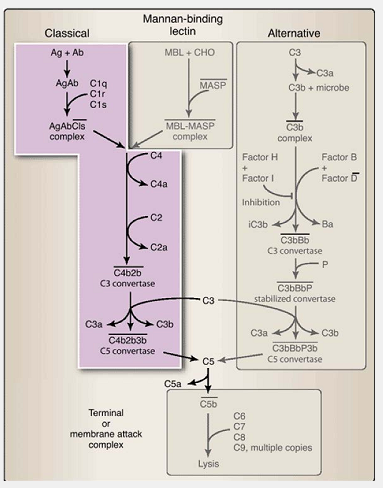 Classical
Mannan-binding
lectin
Alternative
Ag + Ab
AgAb
C1q
C1r
C1s
AgAbCls
complex
MBL + CHO
MASP
MBL-MASP
complex
C3
C3a
C3b + microbe
C3b
complex
Factor H
+
Factor I
Factor B
+
Factor D
Inhibition
iC3b
Ba
C3bBb
C3 convertase
P
C3bBbP
stabilized convertase
C4
C4a
C2
C2a
C4b2b
C3 convertase
C3
C3a
C3b
C4b2b3b
C5 convertase
C3a
C3b
C3bBbP3b
C5 convertase
C5
C5a
C5b
C6
C7
C8
C9, multiple copies
Lysis
Terminal
or
membrane attack
complex